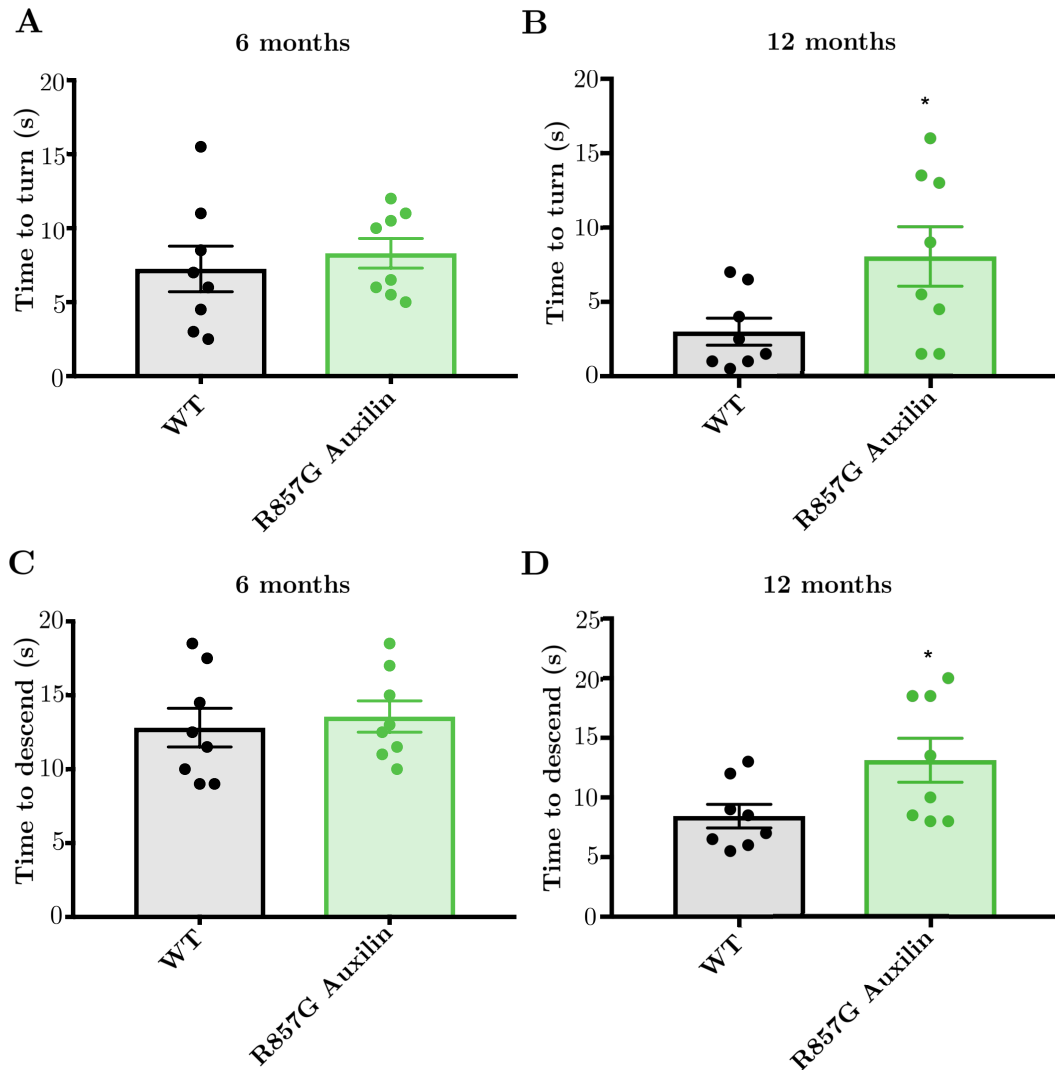 A
6 months
Time to turn (s)
20
15
10
5
0
WT
R857G Auxilin
B
12 months
*
Time to turn (s)
20
15
10
5
0
WT
R857G Auxilin
C
6 months
Time to descend (s)
20
15
10
5
0
WT
R857G Auxilin
D
12 months
*
Time to descend (s)
25
20
15
10
5
0
WT
R857G Auxilin